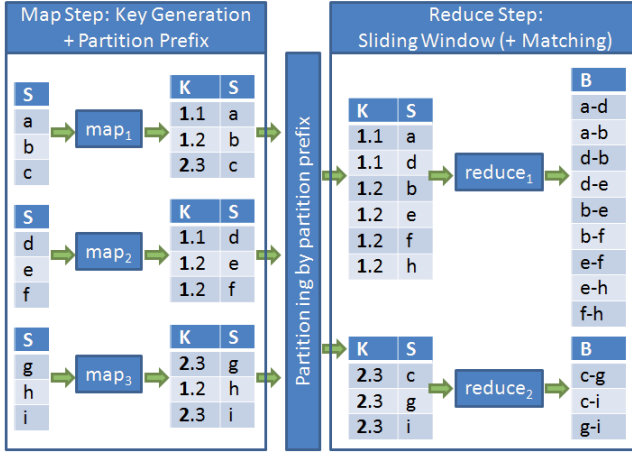 Map Step: Key Generation
+ Partition Prefix
S
a
b
c
map1
K S
1.1 a
1.2 b
2.3 c
S
d
e
f
map2
K S
1.1 d
1.2 e
1.2 f
S
g
h
i
map3
K S
2.3 g
1.2 h
2.3 i
Partitioning by partition prefix
Reduce Step:
Sliding Window (+ Matching)
K S
1.1 a
1.1 d
1.2 b
1.2 e
1.2 f
1.2 h
reduce1
B
a-d
a-b
d-b
d-e
b-e
b-f
e-f
e-h
f-h
K S
2.3 c
2.3 g
2.3 i
reduce2
B
c-g
c-i
g-i